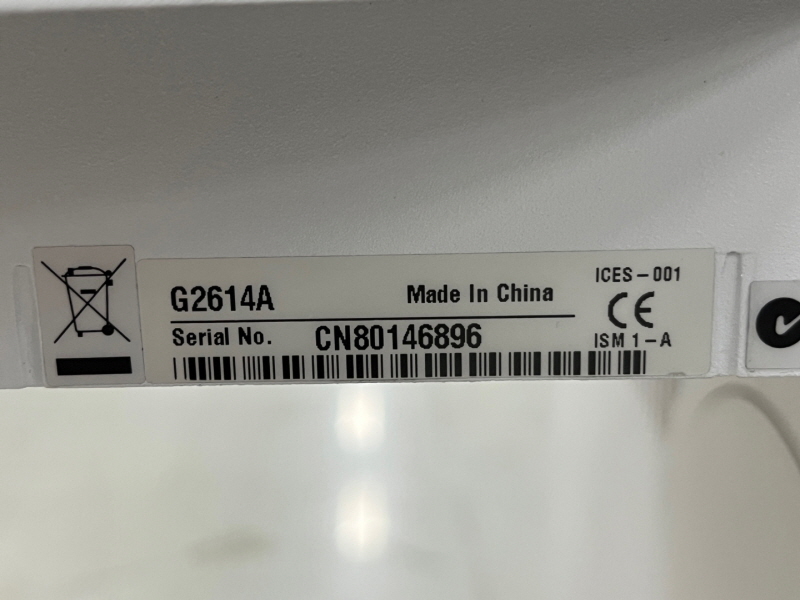 G2614A
Made In China
Serial No. CN80146896
ICES-001
CE
ISM 1-A